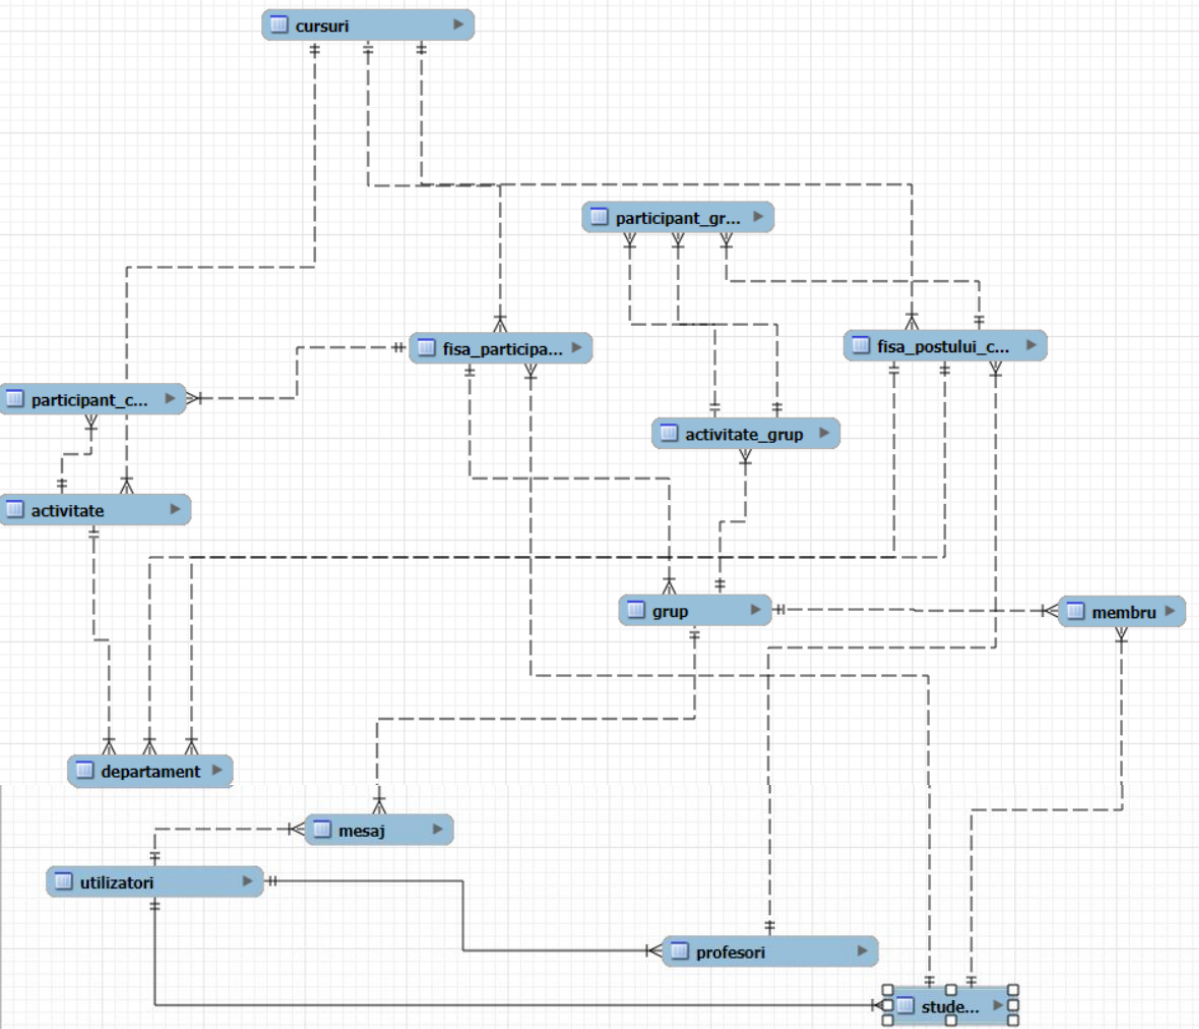 cursuri
participant_gr...
fisa_participa...
fisa_postului_c...
participant_c...
activitate_grup
activitate
grup
membru
departament
mesaj
utilizatori
profesori
stude...